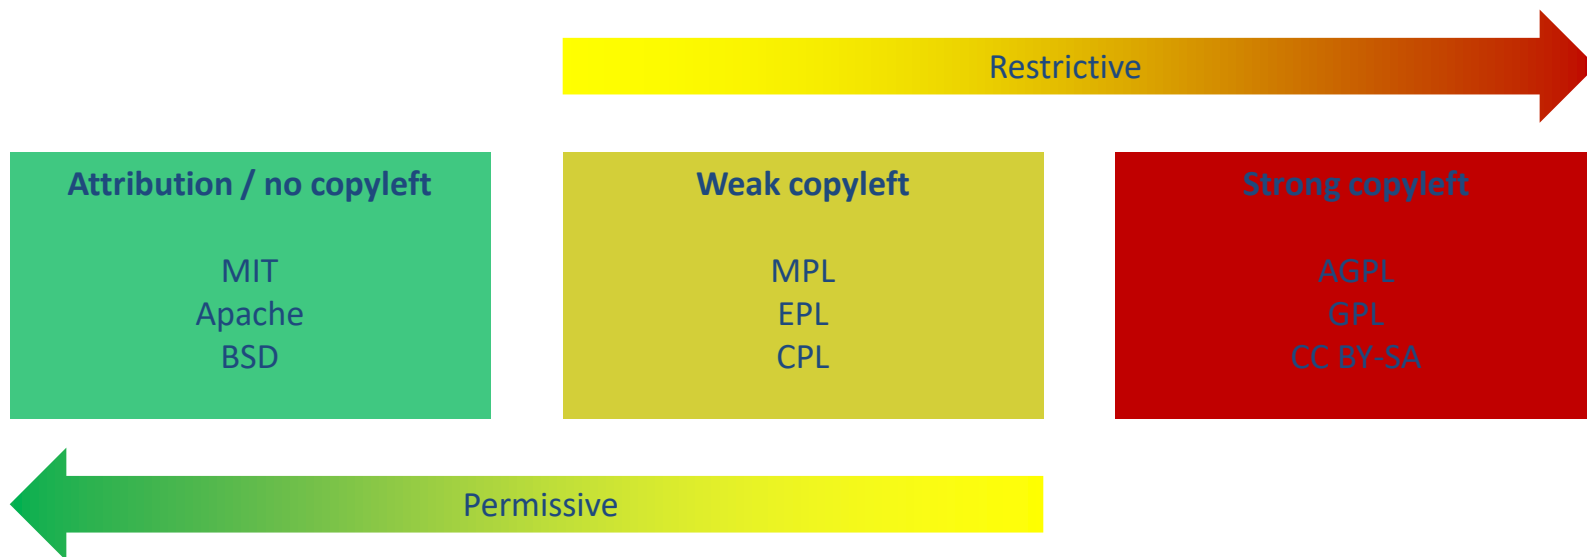 Restrictive
Attribution / no copyleft
MIT
Apache
BSD
Weak copyleft
MPL
EPL
CPL
Strong copyleft
AGPL
GPL
CC BY-SA
Permissive